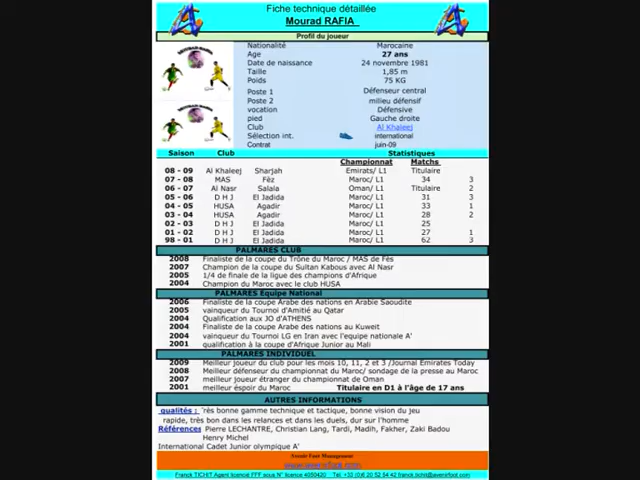 Fiche technique détaillée
Mourad RAFIA
Profil du joueur
Nationalité Marocaine
Age 27 ans
Date de naissance 24 novembre 1981
Taille 1,85 m
Poids 75 KG
Poste 1 Défenseur central
Poste 2 milieu défensif
vocation Défensive
pied Gauche droite
Club Al Khaleej
Sélection int. international
Contrat juin-09
Saison Club Statistiques
Championnat Matchs
08 - 09 Al Khaleej Sharjah Emirats/ L1 Titulaire
07 - 08 MAS Fèz Maroc/ L1 34 3
06 - 07 Al Nasr Salala Oman/ L1 Titulaire 2
05 - 06 D H J El Jadida Maroc/ L1 31 3
04 - 05 HUSA Agadir Maroc/ L1 33 1
03 - 04 HUSA Agadir Maroc/ L1 28 2
02 - 03 D H J El Jadida Maroc/ L1 25
01 - 02 D H J El Jadida Maroc/ L1 27 1
98 - 01 D H J El Jadida Maroc/ L1 62 3
PALMARES CLUB
2008 Finaliste de la coupe du Trône du Maroc / MAS de Fès
2007 Champion de la coupe du Sultan Kabous avec Al Nasr
2005 1/4 de finale de la ligue des champions d'Afrique
2004 Champion du Maroc avec le club HUSA
PALMARES Equipe National
2006 Finaliste de la coupe Arabe des nations en Arabie Saoudite
2005 vainqueur du Tournoi d'Amitié au Qatar
2004 Qualification aux JO d'ATHENS
2004 Finaliste de la coupe Arabe des nations au Kuweit
2004 vainqueur du Tournoi LG en Iran avec l'equipe nationale A'
2001 qualification à la coupe d'Afrique Junior au Mali
PALMARES INDIVIDUEL
2009 Meilleur joueur du club pour les mois 10, 11, 2 et 3 /Journal Emirates Today
2008 Meilleur défenseur du championnat du Maroc/ sondage de la presse au Maroc
2007 meilleur joueur étranger du championnat de Oman
2001 meilleur éspoir du Maroc Titulaire en D1 à l'âge de 17 ans
AUTRES INFORMATIONS
qualités : Très bonne gamme technique et tactique, bonne vision du jeu
rapide, très bon dans les relances et dans les duels, dur sur l'homme
Références Pierre LECHANTRE, Christian Lang, Tardi, Madih, Fakher, Zaki Badou
Henry Michel
International Cadet Junior olympique A'
Foot Management
www.avenirfoot.com
Franck TICHIT Agent licencié FFF sous N° licence